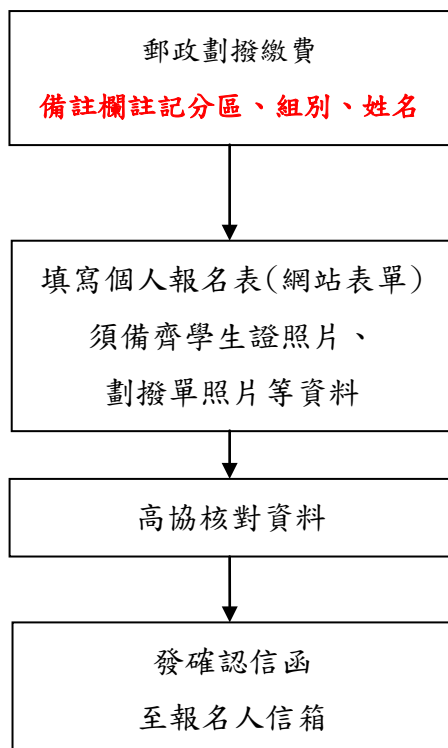 郵政劃撥繳費
備註欄註記分區、組別、姓名
填寫個人報名表(網站表單)
須備齊學生證照片、
劃撥單照片等資料
高協核對資料
發確認信函
至報名人信箱